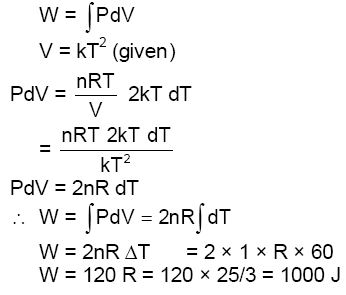 W = ∫PdV
V = kT² (given)
PdV = nRT/V 2kT dT
= nRT 2kT dT/kT²
PdV = 2nR dT
∴ W = ∫PdV = 2nR∫dT
W = 2nR ΔT = 2 × 1 × R × 60
W = 120 R = 120 × 25/3 = 1000 J